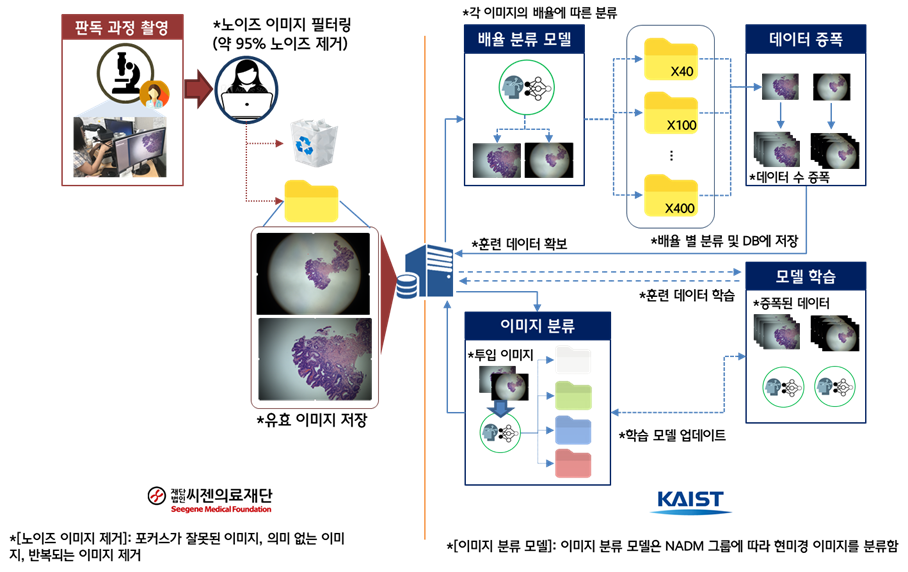 판독 과정 촬영
*노이즈 이미지 필터링
(약 95% 노이즈 제거)
*유효 이미지 저장
*각 이미지의 배율에 따른 분류
배율 분류 모델
X40
X100
X400
*배율 별 분류 및 DB에 저장
데이터 증폭
*데이터 수 증폭
*훈련 데이터 확보
*훈련 데이터 학습
모델 학습
*증폭된 데이터
이미지 분류
*투입 이미지
*학습 모델 업데이트
재단법인 씨젠의료재단
Seegene Medical Foundation
KAIST
*[노이즈 이미지 제거]: 포커스가 잘못된 이미지, 의미 없는 이미
지, 반복되는 이미지 제거
*[이미지 분류 모델]: 이미지 분류 모델은 NADM 그룹에 따라 현미경 이미지를 분류함